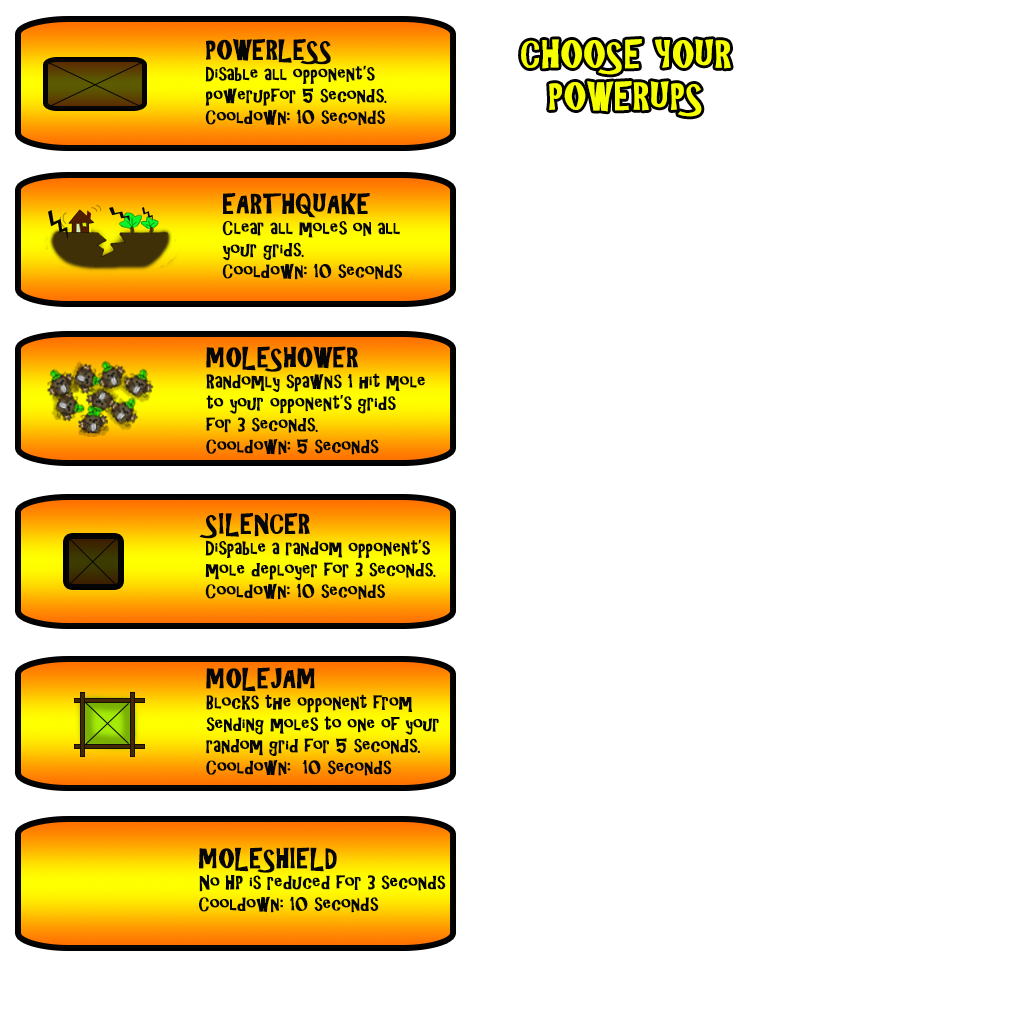 POWERLESS
Disable all opponent's
powerupFor 5 Seconds.
Cooldown: 10 Seconds
EARTHQUAKE
Clear all moles on all
your grids.
Cooldown: 10 Seconds
MOLESHOWER
Randomly Spawns 1 Hit Mole
to your opponent's grids
For 3 Seconds.
Cooldown: 5 Seconds
SILENCER
Dispable a random opponent's
Mole deployer For 3 Seconds.
Cooldown: 10 Seconds
MOLEJAM
Blocks the opponent From
Sending Moles to one of your
random grid For 5 Seconds.
Cooldown: 10 Seconds
MOLESHIELD
No HP is reduced For 3 Seconds
Cooldown: 10 Seconds
CHOOSE YOUR
POWERUPS